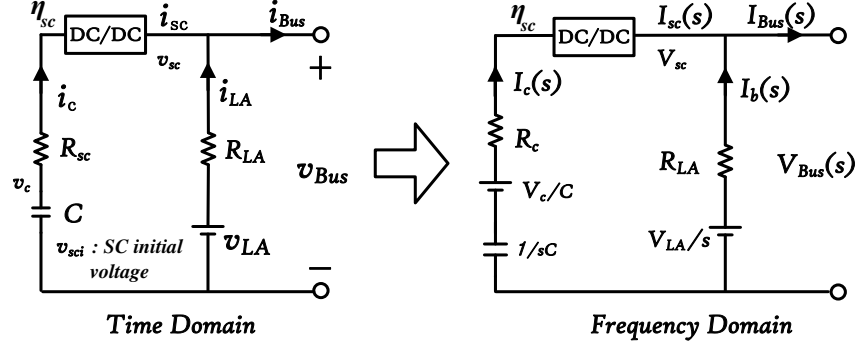 η_sc
DC/DC
i_sc
i_Bus
v_sc
+
i_c
i_LA
R_sc
R_LA
v_Bus
v_c
C
v_sci : SC initial
voltage
v_LA
−
Time Domain
η_sc
DC/DC
I_sc(s)
I_Bus(s)
V_sc
I_c(s)
I_b(s)
R_c
R_LA
V_Bus(s)
V_c/C
V_LA/s
1/sC
Frequency Domain